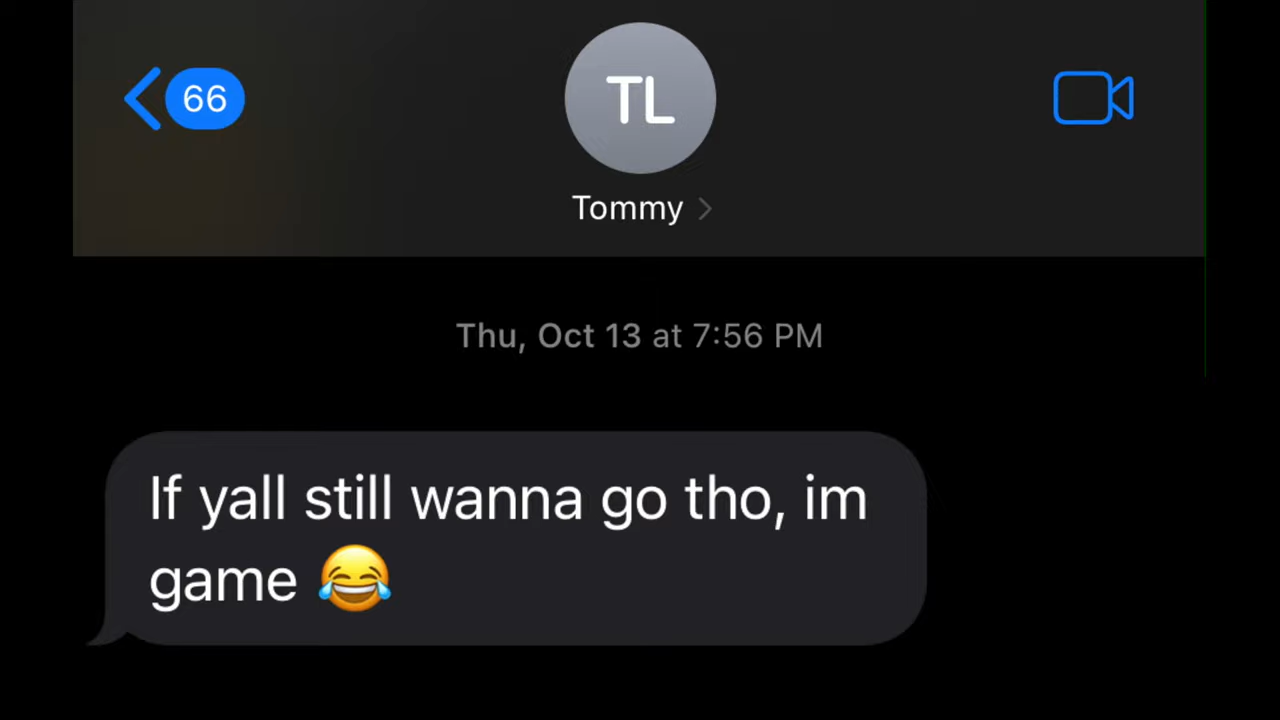 66
TL
Tommy >
Thu, Oct 13 at 7:56 PM
If yall still wanna go tho, im
game 😂